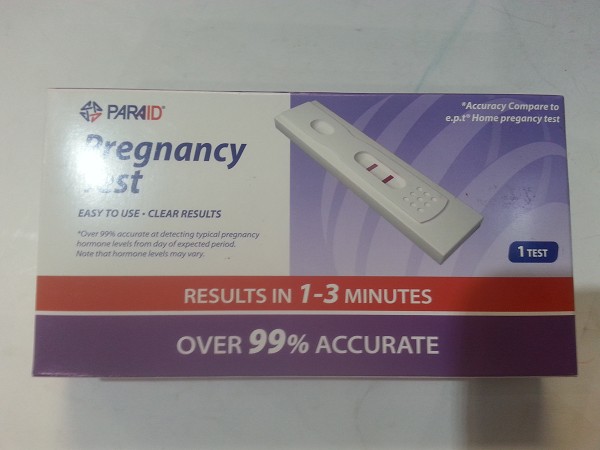 PARAID®
Pregnancy
Test
EASY TO USE • CLEAR RESULTS
*Over 99% accurate at detecting typical pregnancy
hormone levels from day of expected period.
Note that hormone levels may vary.
*Accuracy Compare to
e.p.t® Home pregancy test
1 TEST
RESULTS IN 1-3 MINUTES
OVER 99% ACCURATE